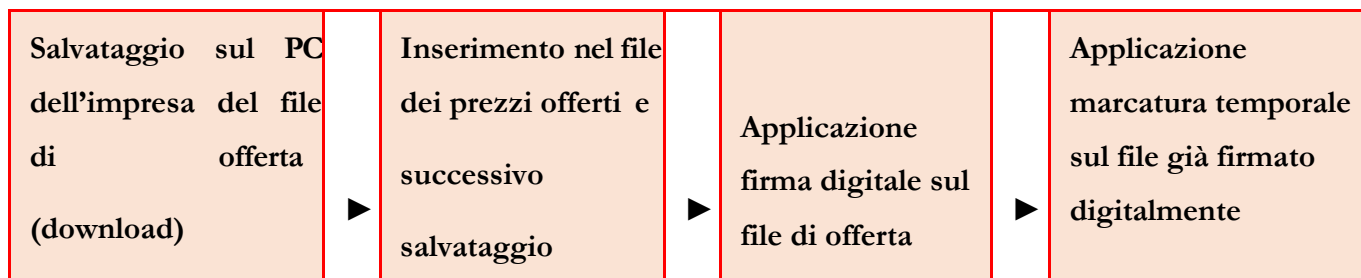 Salvataggio sul PC
dell’impresa del file
di offerta
(download)
►
Inserimento nel file
dei prezzi offerti e
successivo
salvataggio
►
Applicazione
firma digitale sul
file di offerta
►
Applicazione
marcatura temporale
sul file già firmato
digitalmente